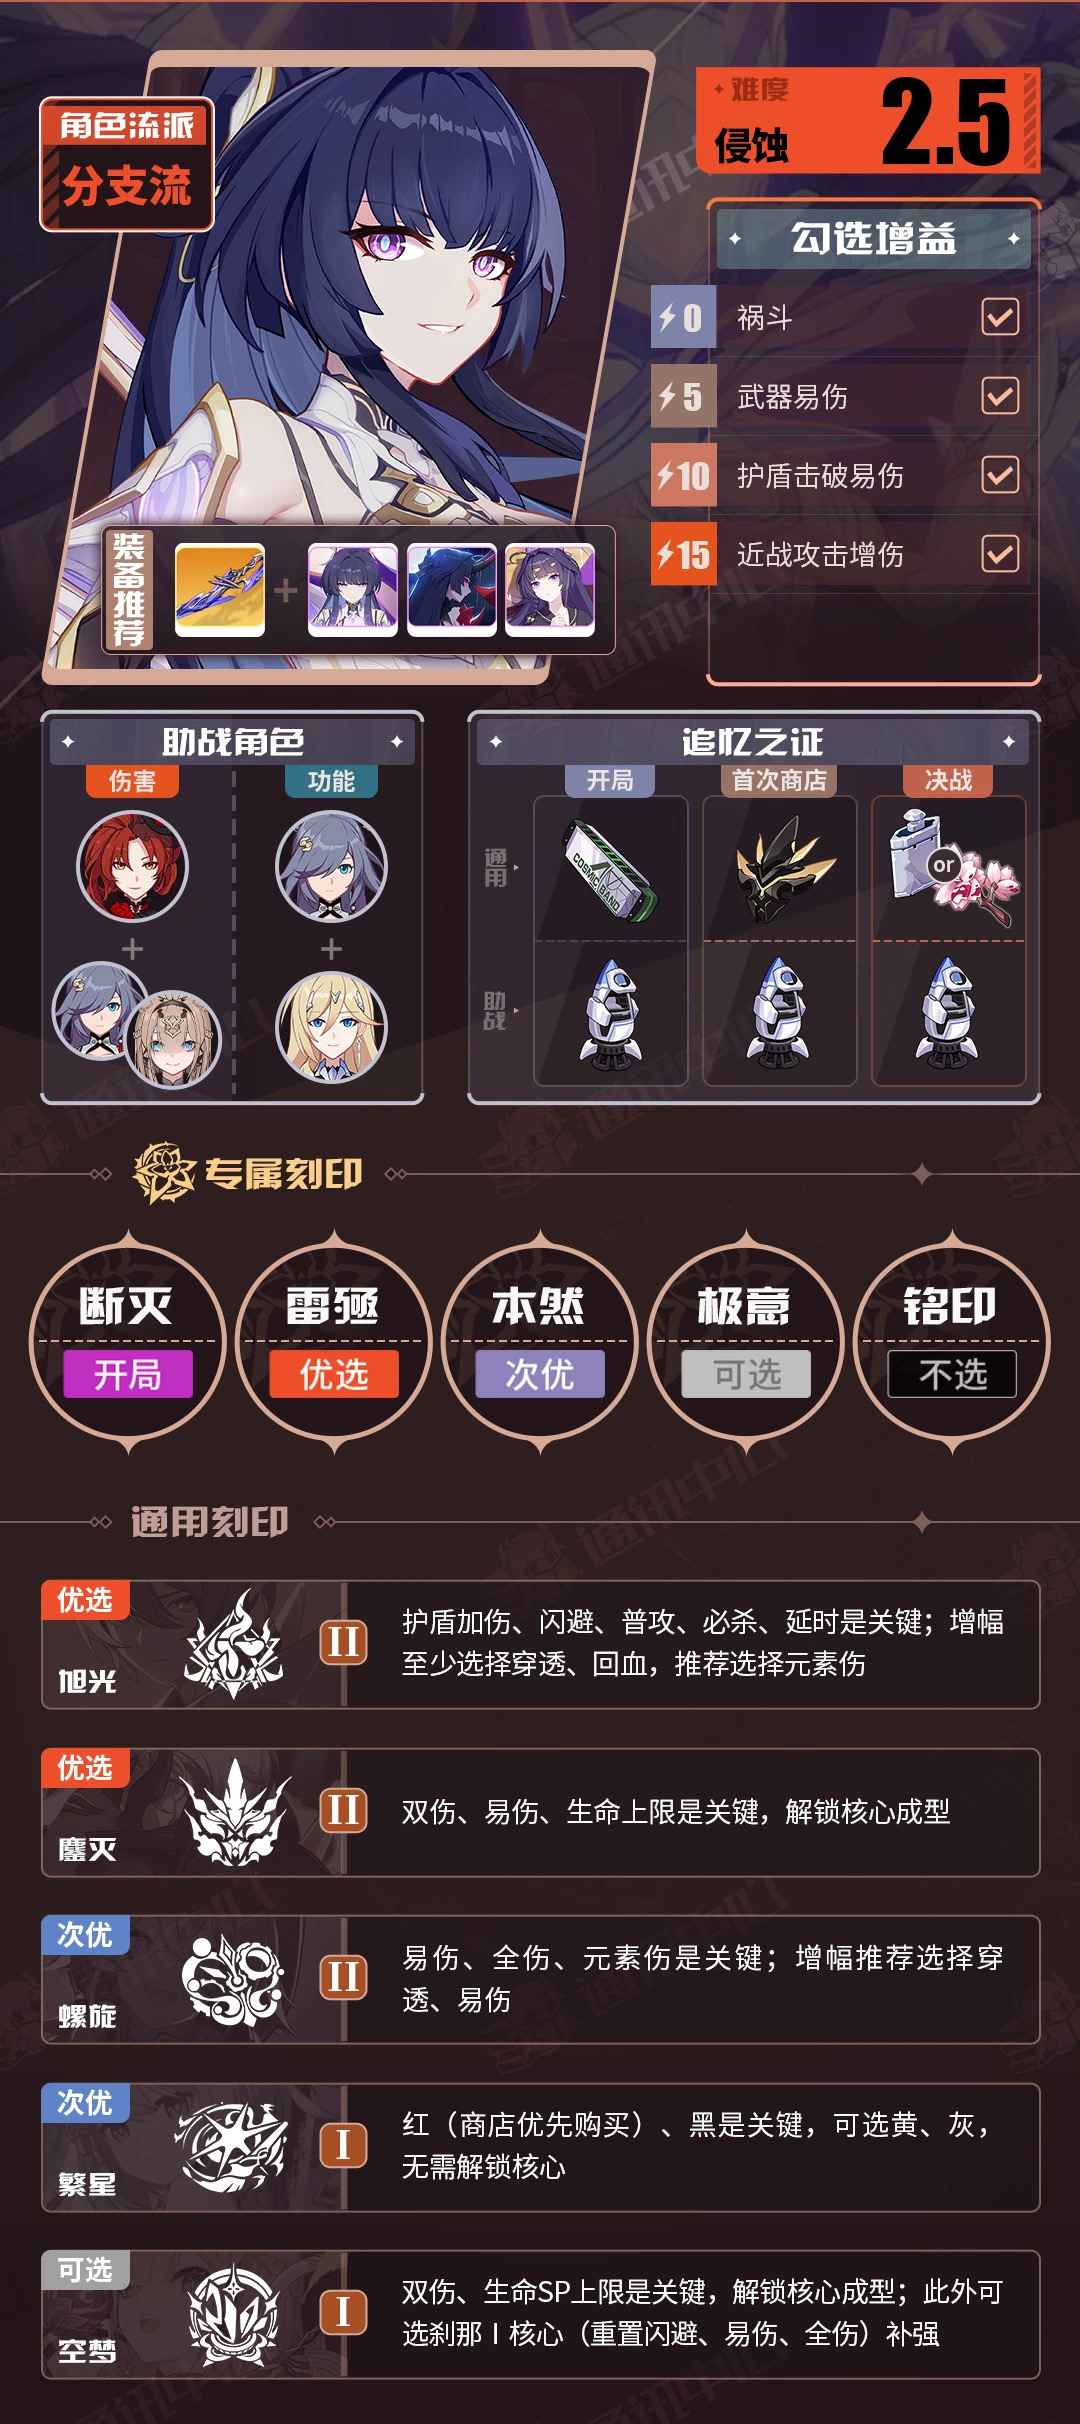 角色流派
分支流
难度
侵蚀
2.5
勾选增益
0 祸斗
5 武器易伤
10 护盾击破易伤
15 近战攻击增伤
装备推荐
助战角色
伤害
功能
追忆之证
开局
首次商店
决战
通用
COSMIC BAND
or
助战
专属刻印
断灭
开局
雷殛
优选
本然
次优
极意
可选
铭印
不选
通用刻印
优选
旭光
II
护盾加伤、闪避、普攻、必杀、延时是关键；增幅
至少选择穿透、回血，推荐选择元素伤
优选
鏖灭
II
双伤、易伤、生命上限是关键，解锁核心成型
次优
螺旋
II
易伤、全伤、元素伤是关键；增幅推荐选择穿
透、易伤
次优
繁星
I
红（商店优先购买）、黑是关键，可选黄、灰，
无需解锁核心
可选
空梦
I
双伤、生命SP上限是关键，解锁核心成型；此外可
选刹那 I 核心（重置闪避、易伤、全伤）补强